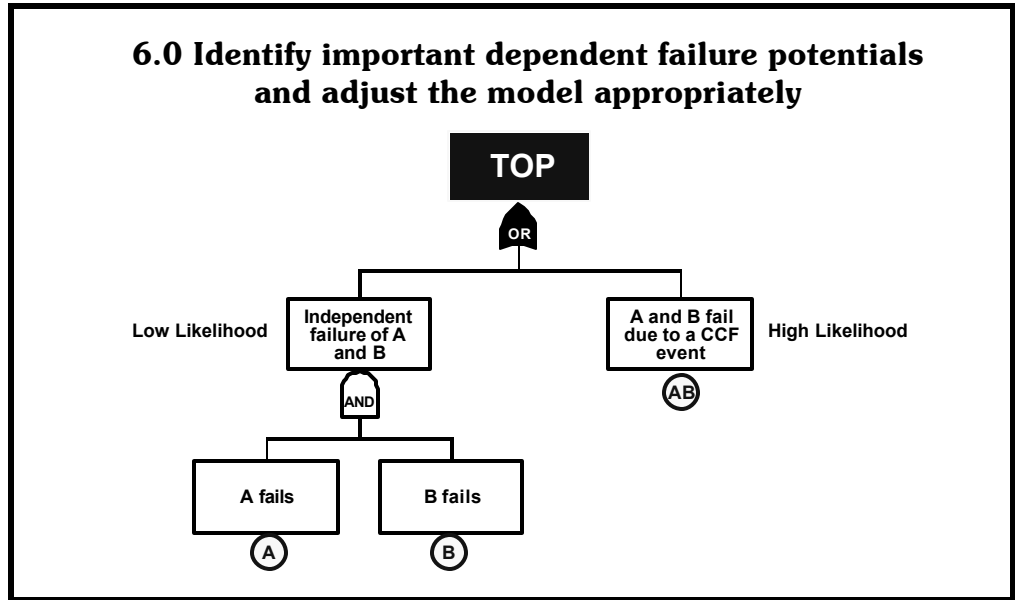 6.0 Identify important dependent failure potentials
and adjust the model appropriately
TOP
OR
Low Likelihood
Independent
failure of A
and B
A and B fail
due to a CCF
event
High Likelihood
AND
AB
A fails
B fails
A
B